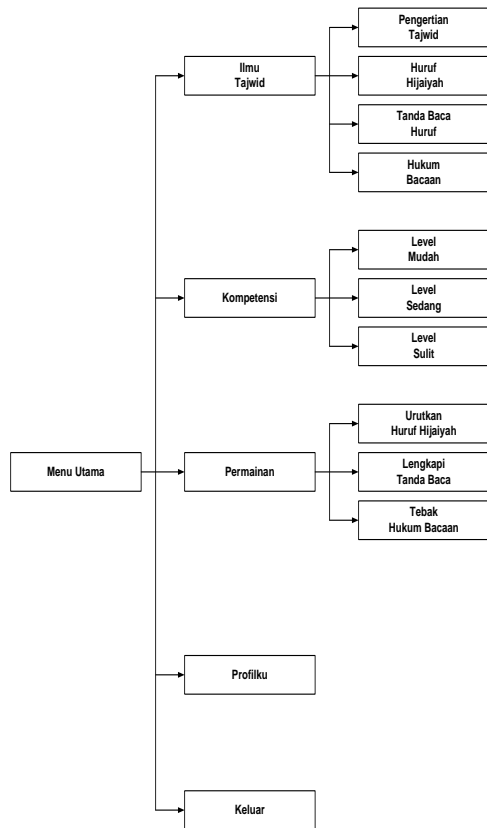 Pengertian
Tajwid
Ilmu
Tajwid
Huruf
Hijaiyah
Tanda Baca
Huruf
Hukum
Bacaan
Level
Mudah
Kompetensi
Level
Sedang
Level
Sulit
Urutkan
Huruf Hijaiyah
Menu Utama
Permainan
Lengkapi
Tanda Baca
Tebak
Hukum Bacaan
Profilku
Keluar